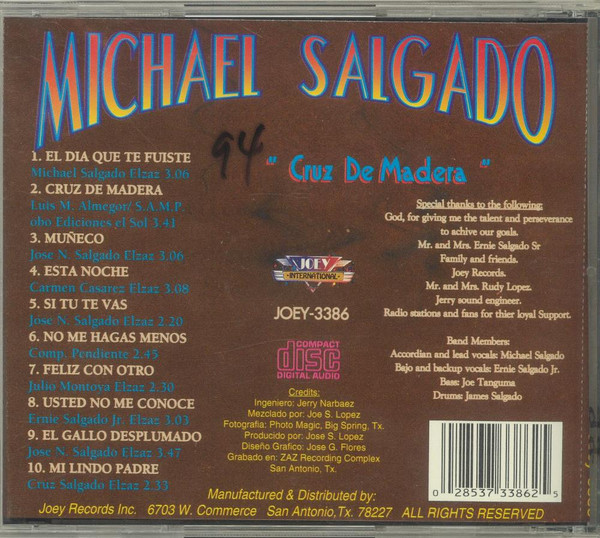 MICHAEL SALGADO
94
" Cruz De Madera "
1. EL DIA QUE TE FUISTE
Michael Salgado Elzaz 3.06
2. CRUZ DE MADERA
Luis M. Almegor/ S.A.M.P.
obo Ediciones el Sol 3.41
3. MUÑECO
Jose N. Salgado Elzaz 3.06
4. ESTA NOCHE
Carmen Casarez Elzaz 3.08
5. SI TU TE VAS
Jose N. Salgado Elzaz 2.20
6. NO ME HAGAS MENOS
Comp. Pendiente 2.45
7. FELIZ CON OTRO
Julio Montoya Elzaz 2.30
8. USTED NO ME CONOCE
Ernie Salgado Jr. Elzaz 3.03
9. EL GALLO DESPLUMADO
Jose N. Salgado Elzaz 3.47
10. MI LINDO PADRE
Cruz Salgado Elzaz 2.33
JOEY
INTERNATIONAL
JOEY-3386
COMPACT
disc
DIGITAL AUDIO
Credits:
Ingeniero: Jerry Narbaez
Mezclado por: Joe S. Lopez
Fotografia: Photo Magic, Big Spring, Tx.
Producido por: Jose S. Lopez
Diseño Grafico: Jose G. Flores
Grabado en: ZAZ Recording Complex
San Antonio, Tx.
Special thanks to the following:
God, for giving me the talent and perseverance
to achive our goals.
Mr. and Mrs. Ernie Salgado Sr
Family and friends.
Joey Records.
Mr. and Mrs. Rudy Lopez.
Jerry sound engineer.
Radio stations and fans for thier loyal Support.
Band Members:
Accordian and lead vocals: Michael Salgado
Bajo and backup vocals: Ernie Salgado Jr.
Bass: Joe Tanguma
Drums: James Salgado
0 28537 33862 5
Manufactured & Distributed by:
Joey Records Inc. 6703 W. Commerce San Antonio,Tx. 78227 ALL RIGHTS RESERVED